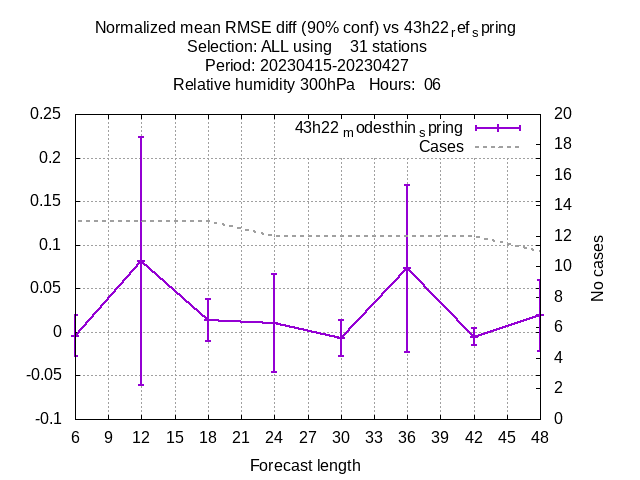 Normalized mean RMSE diff (90% conf) vs 43h22refspring
Selection: ALL using 31 stations
Period: 20230415-20230427
Relative humidity 300hPa Hours: 06
43h22modesthinspring
Cases
0.25
0.2
0.15
0.1
0.05
0
-0.05
-0.1
20
18
16
14
12
10
8
6
4
2
0
No cases
6 9 12 15 18 21 24 27 30 33 36 39 42 45 48
Forecast length